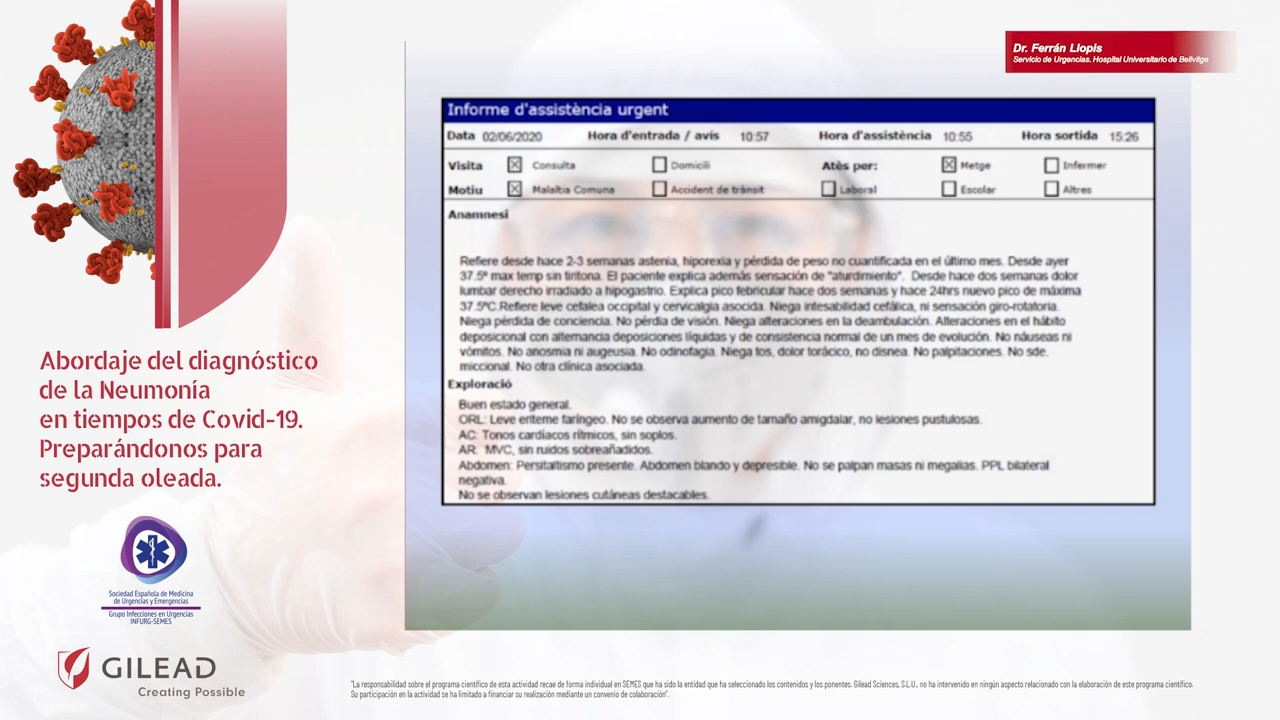 Dr. Ferrán Llopis
Servicio de Urgencias. Hospital Universitario de Bellvitge
Informe d'assistència urgent
Data 02/06/2020 Hora d'entrada / avís 10:57 Hora d'assistència 10:55 Hora sortida 15:26
Visita Consulta Domicili Atès per: Metge Infermer
Motiu Malaltia Comuna Accident de trànsit Laboral Escolar Altres
Anamnesi
Refiere desde hace 2-3 semanas astenia, hiporexia y pérdida de peso no cuantificada en el último mes. Desde ayer
37.5º max temp sin tiritona. El paciente explica además sensación de "aturdimiento". Desde hace dos semanas dolor
lumbar derecho irradiado a hipogastrio. Explica pico febricular hace dos semanas y hace 24hrs nuevo pico de máxima
37.5ºC.Refiere leve cefalea occipital y cervicalgia asocida. Niega intesabilidad cefálica, ni sensación giro-rotatoria.
Niega pérdida de conciencia. No pérdia de visión. Niega alteraciones en la deambulación. Alteraciones en el hábito
deposicional con alternancia deposiciones líquidas y de consistencia normal de un mes de evolución. No náuseas ni
vómitos. No anosmia ni augeusia. No odinofagia. Niega tos, dolor torácico, no disnea. No palpitaciones. No sde.
miccional. No otra clínica asociada.
Exploració
Buen estado general.
ORL: Leve eriteme faríngeo. No se observa aumento de tamaño amigdalar, no lesiones pustulosas.
AC: Tonos cardíacos rítmicos, sin soplos.
AR: MVC, sin ruidos sobreañadidos.
Abdomen: Persitaltismo presente. Abdomen blando y depresible. No se palpan masas ni megalias. PPL bilateral
negativa.
No se observan lesiones cutáneas destacables.
Abordaje del diagnóstico
de la Neumonía
en tiempos de Covid-19.
Preparándonos para
segunda oleada.
Sociedad Española de Medicina
de Urgencias y Emergencias
Grupo Infecciones en Urgencias
INFURG-SEMES
GILEAD
Creating Possible
"La responsabilidad sobre el programa científico de esta actividad recae de forma individual en SEMES que ha sido la entidad que ha seleccionado los contenidos y los ponentes. Gilead Sciences, S.L.U., no ha intervenido en ningún aspecto relacionado con la elaboración de este programa científico.
Su participación en la actividad se ha limitado a financiar su realización mediante un convenio de colaboración".